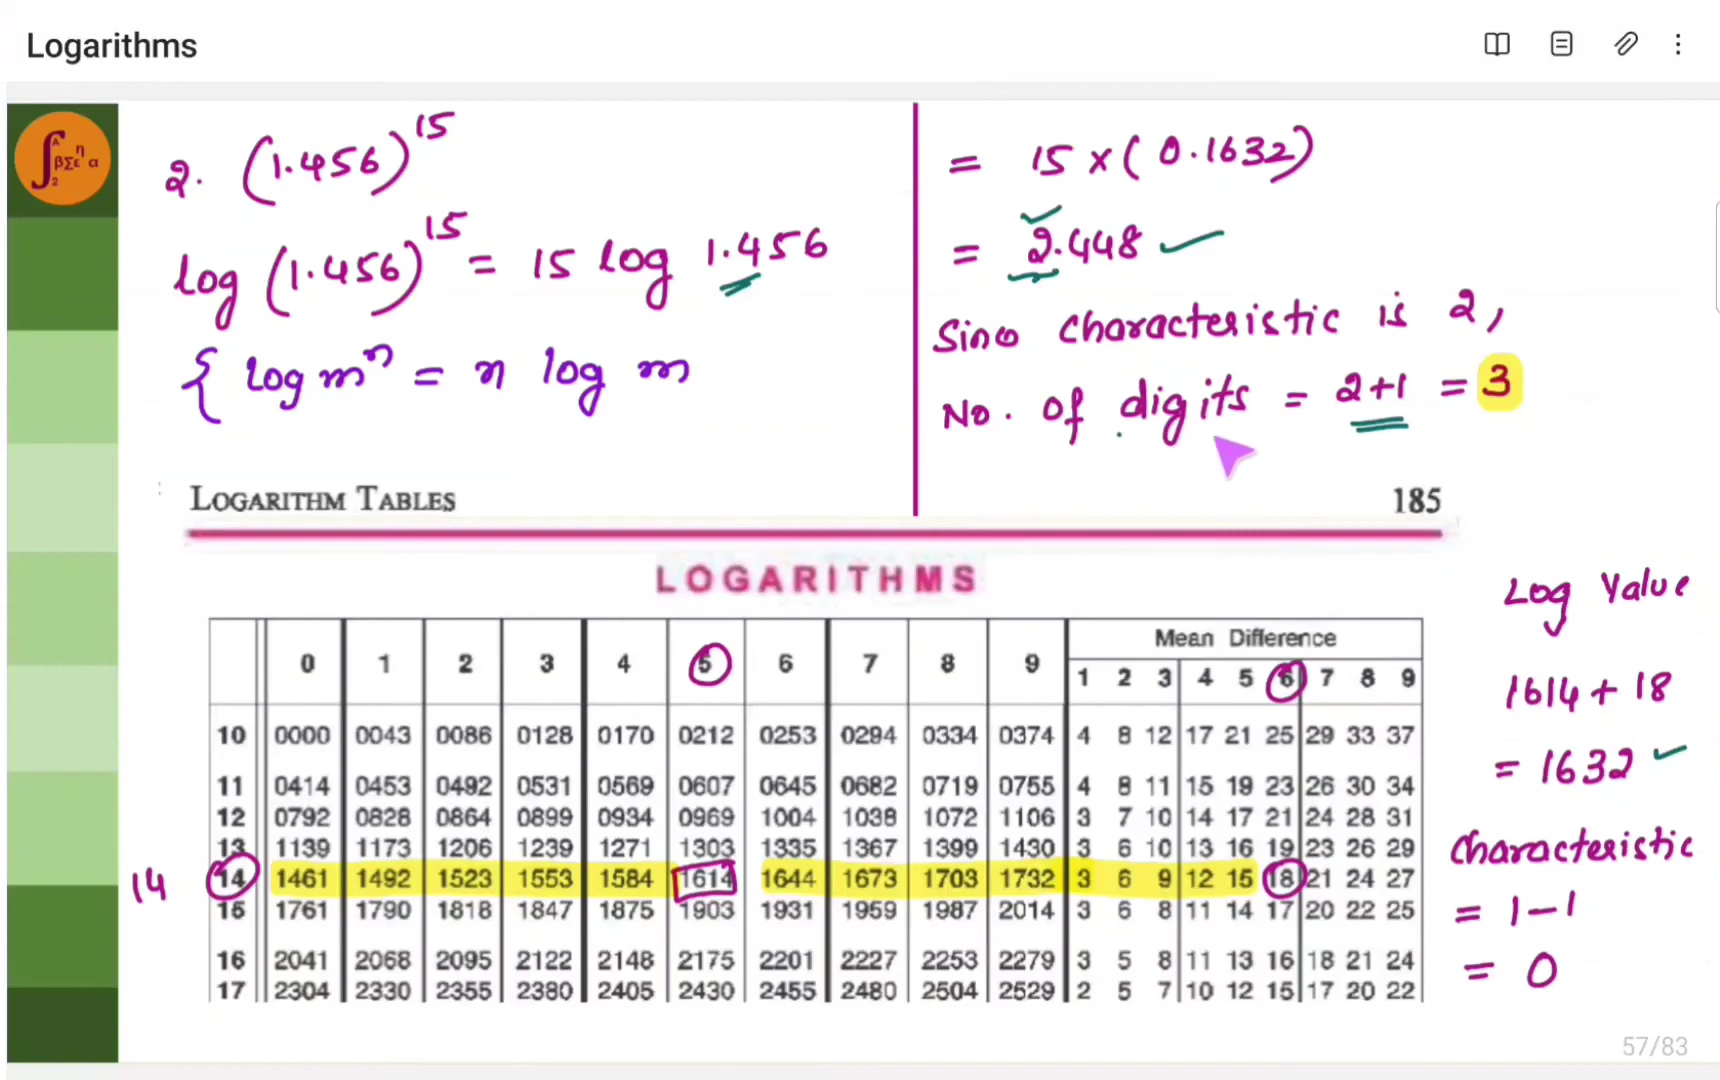 Logarithms
2. (1.456)^15
log (1.456)^15 = 15 log 1.456
{ log m^n = n log m
= 15 × (0.1632)
= 2.448
Since characteristic is 2,
No. of digits = 2+1 = 3
LOGARITHM TABLES 185
LOGARITHMS
Mean Difference
0 1 2 3 4 5 6 7 8 9 1 2 3 4 5 6 7 8 9
10 0000 0043 0086 0128 0170 0212 0253 0294 0334 0374 4 8 12 17 21 25 29 33 37
11 0414 0453 0492 0531 0569 0607 0645 0682 0719 0755 4 8 11 15 19 23 26 30 34
12 0792 0828 0864 0899 0934 0969 1004 1038 1072 1106 3 7 10 14 17 21 24 28 31
13 1139 1173 1206 1239 1271 1303 1335 1367 1399 1430 3 6 10 13 16 19 23 26 29
14 14 1461 1492 1523 1553 1584 1614 1644 1673 1703 1732 3 6 9 12 15 18 21 24 27
15 1761 1790 1818 1847 1875 1903 1931 1959 1987 2014 3 6 8 11 14 17 20 22 25
16 2041 2068 2095 2122 2148 2175 2201 2227 2253 2279 3 5 8 11 13 16 18 21 24
17 2304 2330 2355 2380 2405 2430 2455 2480 2504 2529 2 5 7 10 12 15 17 20 22
Log Value
1614 + 18
= 1632
Characteristic
= 1-1
= 0
57/83